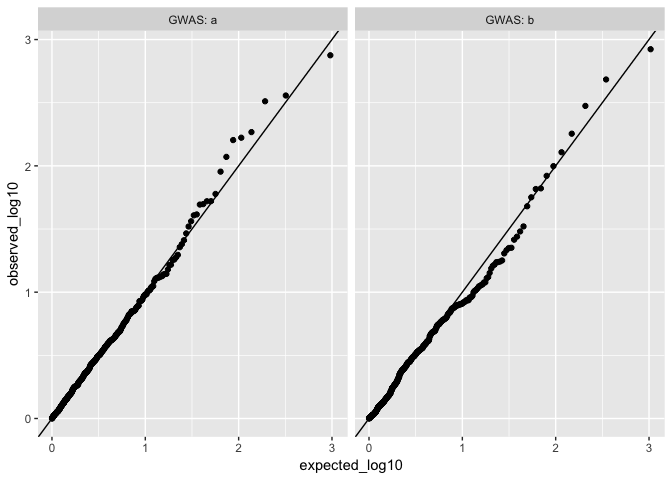 GWAS: a
GWAS: b
3
2
1
0
observed_log10
0 1 2 3
0 1 2 3
expected_log10